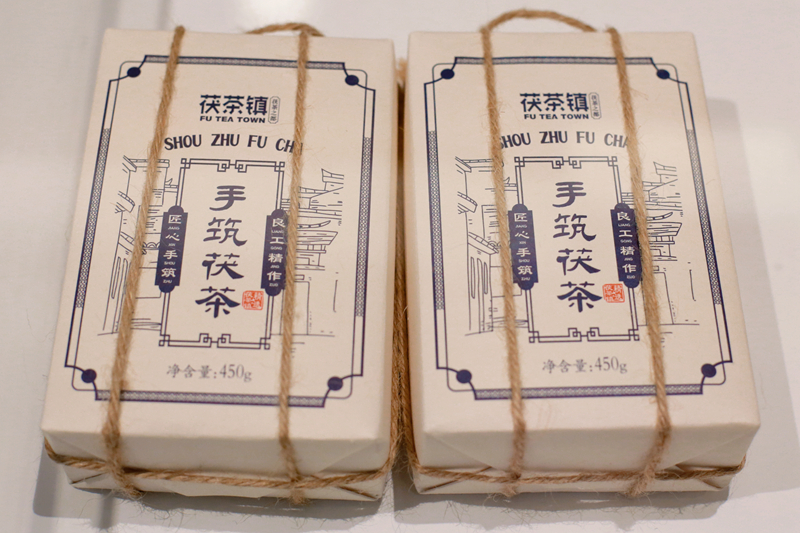 茯茶镇
FU TEA TOWN
SHOU ZHU FU CH
手筑茯茶
匠心手筑
良工精作
净含量:450g
茯茶镇
FU TEA TOWN
SHOU ZHU FU CHA
手筑茯茶
匠心手筑
良工精作
净含量:450g